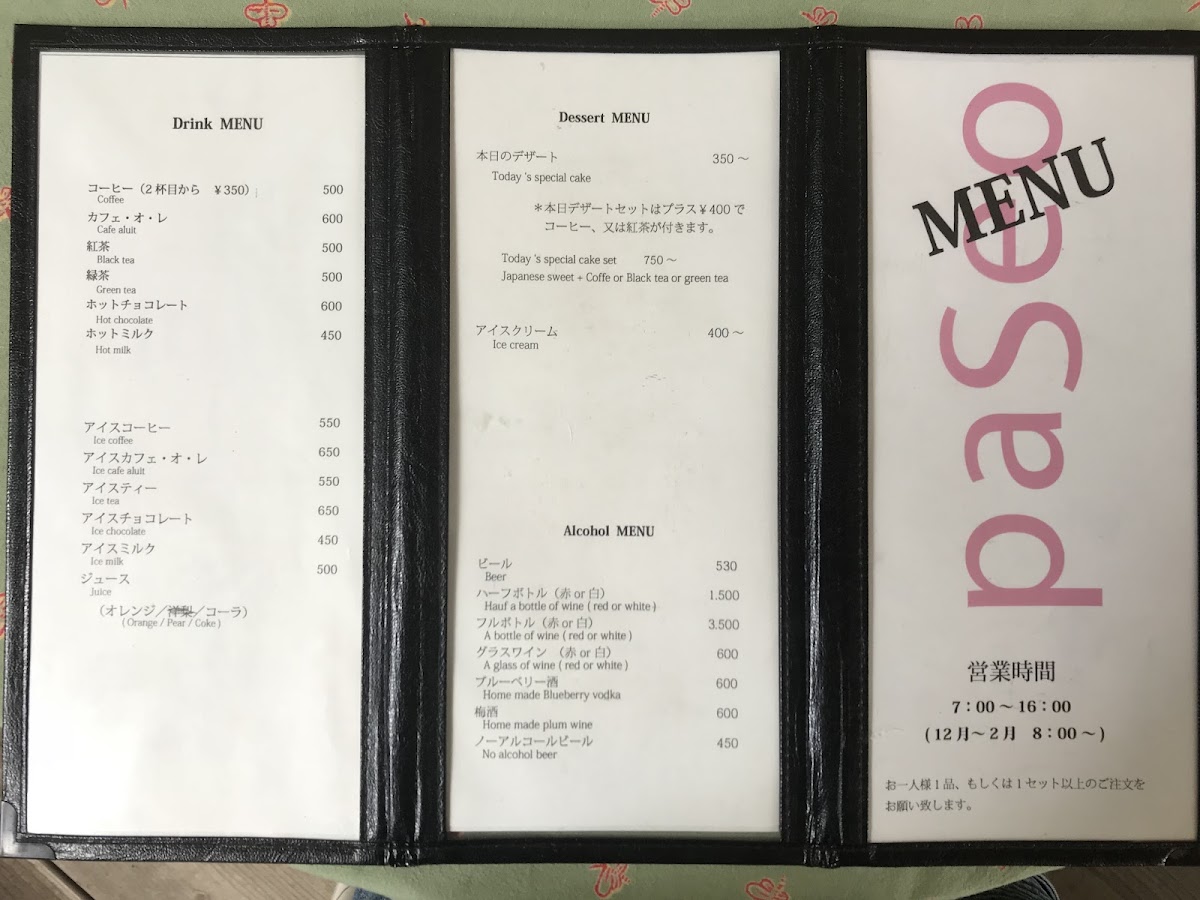 Drink MENU
コーヒー（2杯目から　￥350） 500
Coffee
カフェ・オ・レ 600
Cafe aluit
紅茶 500
Black tea
緑茶 500
Green tea
ホットチョコレート 600
Hot chocolate
ホットミルク 450
Hot milk
アイスコーヒー 550
Ice coffee
アイスカフェ・オ・レ 650
Ice cafe aluit
アイスティー 550
Ice tea
アイスチョコレート 650
Ice chocolate
アイスミルク 450
Ice milk
ジュース 500
Juice
（オレンジ／洋梨／コーラ）
( Orange / Pear / Coke )
Dessert MENU
本日のデザート 350 ～
Today 's special cake
＊本日デザートセットはプラス￥400 で
コーヒー、又は紅茶が付きます。
Today 's special cake set 750 ～
Japanese sweet + Coffe or Black tea or green tea
アイスクリーム 400 ～
Ice cream
Alcohol MENU
ビール 530
Beer
ハーフボトル（赤 or 白） 1.500
Hauf a bottle of wine ( red or white )
フルボトル（赤 or 白） 3.500
A bottle of wine ( red or white )
グラスワイン （赤 or 白） 600
A glass of wine ( red or white )
ブルーベリー酒 600
Home made Blueberry vodka
梅酒 600
Home made plum wine
ノーアルコールビール 450
No alcohol beer
paSeo
MENU
営業時間
7：00 ～ 16：00
( 12月～ 2月　8：00 ～ )
お一人様 1 品、もしくは 1 セット以上のご注文を
お願い致します。